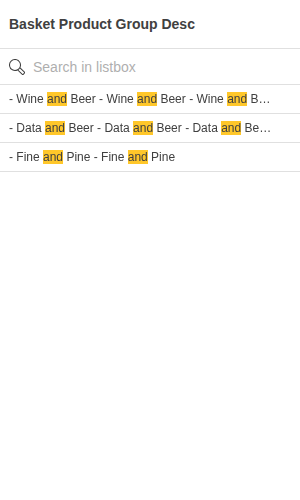 Basket Product Group Desc
Search in listbox
- Wine and Beer - Wine and Beer - Wine and B…
- Data and Beer - Data and Beer - Data and Be…
- Fine and Pine - Fine and Pine